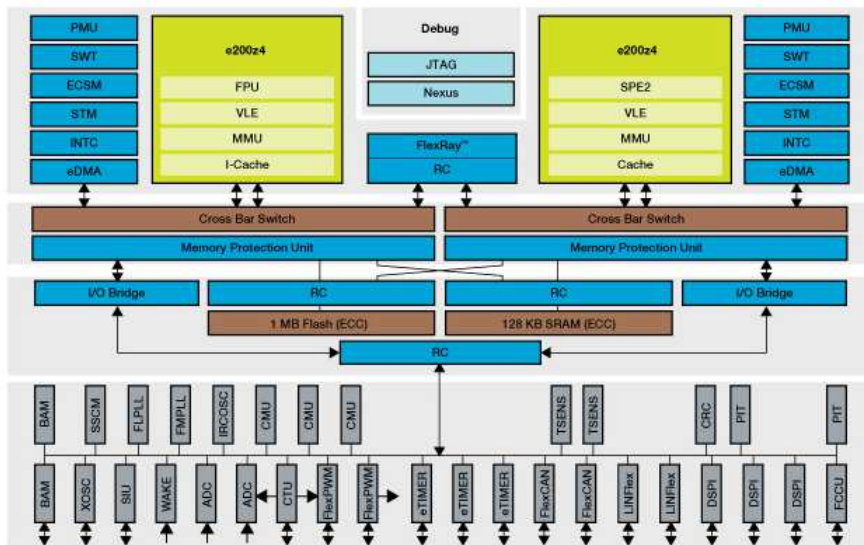 PMU
SWT
ECSM
STM
INTC
eDMA
e200z4
FPU
VLE
MMU
I-Cache
Debug
JTAG
Nexus
FlexRay™
RC
e200z4
SPE2
VLE
MMU
Cache
PMU
SWT
ECSM
STM
INTC
eDMA
Cross Bar Switch
Cross Bar Switch
Memory Protection Unit
Memory Protection Unit
I/O Bridge
RC
RC
I/O Bridge
1 MB Flash (ECC)
128 KB SRAM (ECC)
RC
BAM
SSCM
FLPLL
FMPLL
IRCOSC
CMU
CMU
CMU
TSENS
TSENS
CRC
PIT
PIT
BAM
XOSC
SIU
WAKE
ADC
ADC
CTU
FlexPWM
FlexPWM
eTIMER
eTIMER
eTIMER
FlexCAN
FlexCAN
LINFlex
LINFlex
DSPI
DSPI
DSPI
FCCU